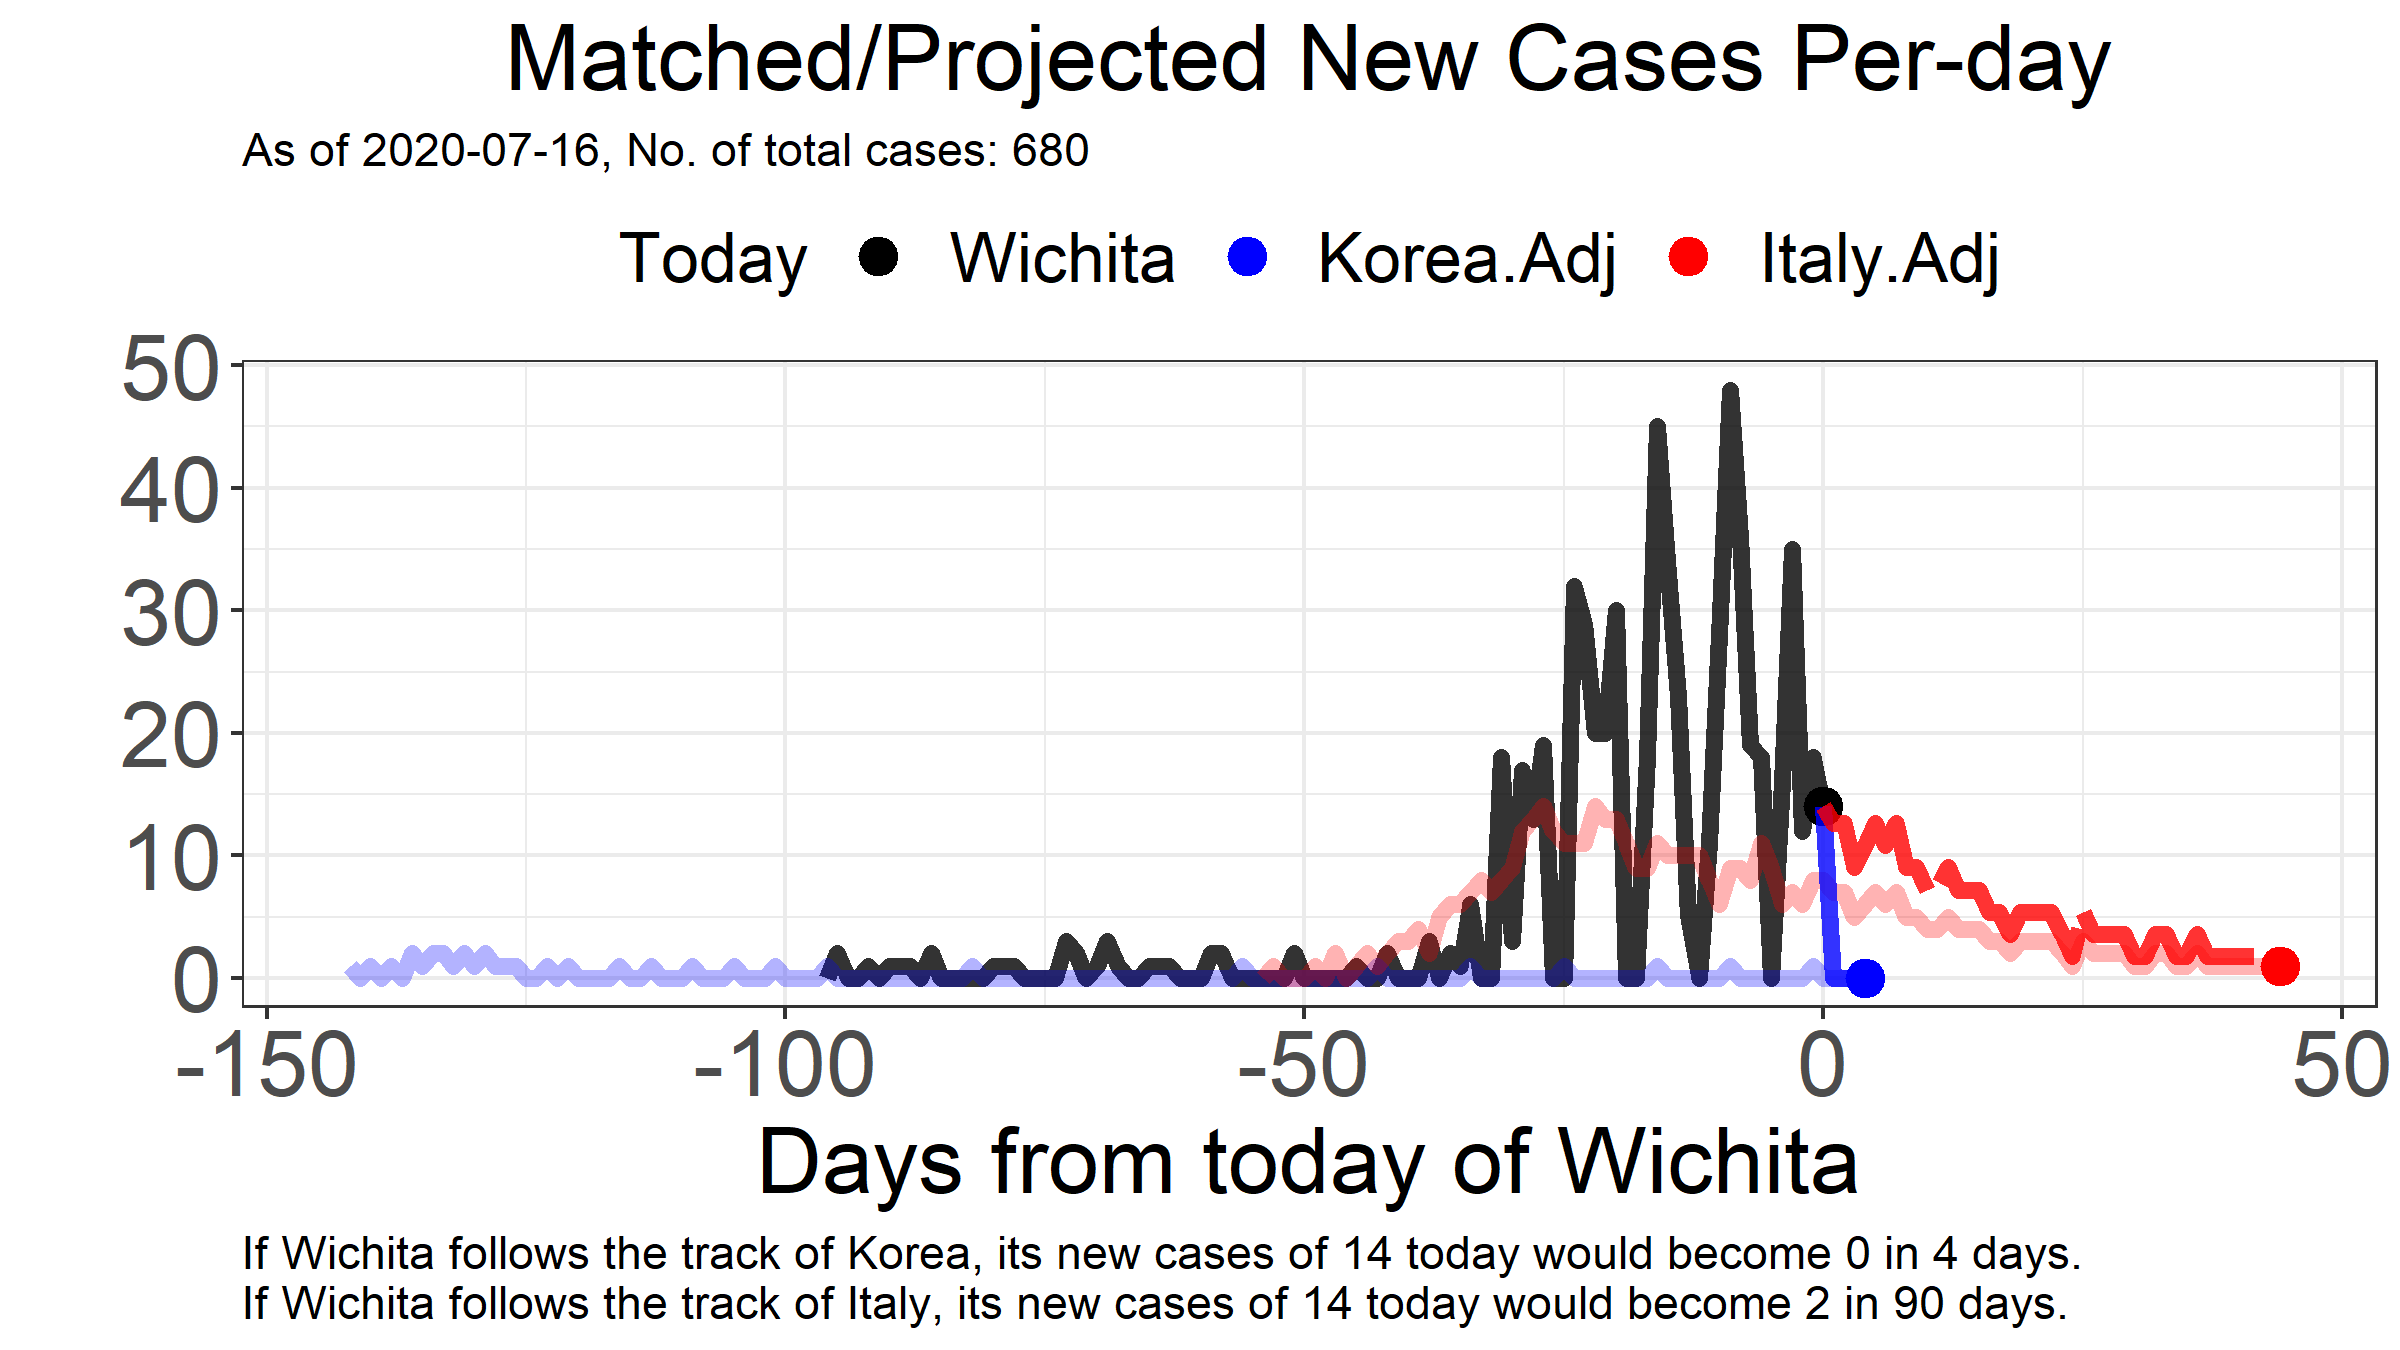 Matched/Projected New Cases Per-day
As of 2020-07-16, No. of total cases: 680
Today Wichita Korea.Adj Italy.Adj
50
40
30
20
10
0
-150 -100 -50 0 50
Days from today of Wichita
If Wichita follows the track of Korea, its new cases of 14 today would become 0 in 4 days.
If Wichita follows the track of Italy, its new cases of 14 today would become 2 in 90 days.